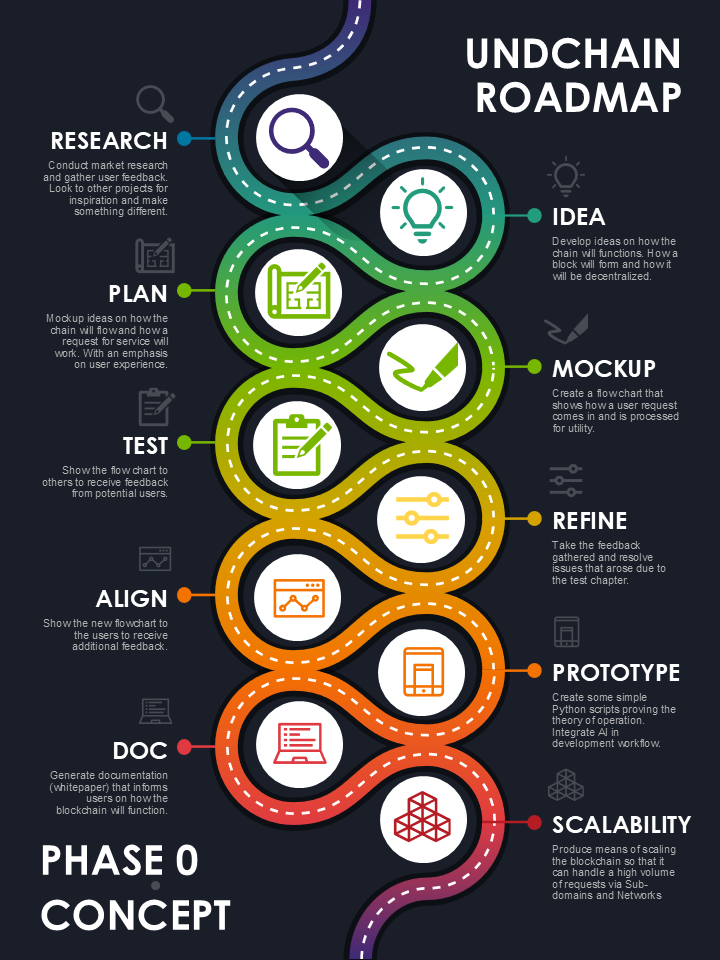 UNDCHAIN
ROADMAP
RESEARCH
Conduct market research
and gather user feedback.
Look to other projects for
inspiration and make
something different.
IDEA
Develop ideas on how the
chain will functions. How a
block will form and how it
will be decentralized.
PLAN
Mockup ideas on how the
chain will flow and how a
request for service will
work. With an emphasis
on user experience.
MOCKUP
Create a flow chart that
shows how a user request
comes in and is processed
for utility.
TEST
Show the flow chart to
others to receive feedback
from potential users.
REFINE
Take the feedback
gathered and resolve
issues that arose due to
the test chapter.
ALIGN
Show the new flowchart to
the users to receive
additional feedback.
PROTOTYPE
Create some simple
Python scripts proving the
theory of operation.
Integrate AI in
development workflow.
DOC
Generate documentation
(whitepaper) that informs
users on how the
blockchain will function.
SCALABILITY
Produce means of scaling
the blockchain so that it
can handle a high volume
of requests via Sub-
domains and Networks
PHASE 0
CONCEPT